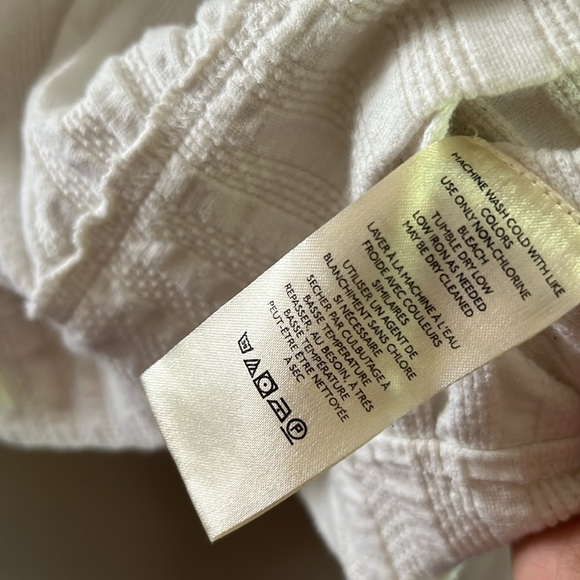 MACHINE WASH COLD WITH LIKE
COLORS
USE ONLY NON-CHLORINE
BLEACH
TUMBLE DRY LOW
LOW IRON AS NEEDED
MAY BE DRY CLEANED
LAVER À LA MACHINE À L'EAU
FROIDE AVEC COULEURS
SIMILAIRES
UTILISER UN AGENT DE
BLANCHIMENT SANS CHLORE
SI NÉCESSAIRE
SÉCHER PAR CULBUTAGE À
BASSE TEMPÉRATURE
REPASSER, AU BESOIN, À TRÈS
BASSE TEMPÉRATURE
PEUT-ÊTRE ÊTRE NETTOYÉE
A SEC
P